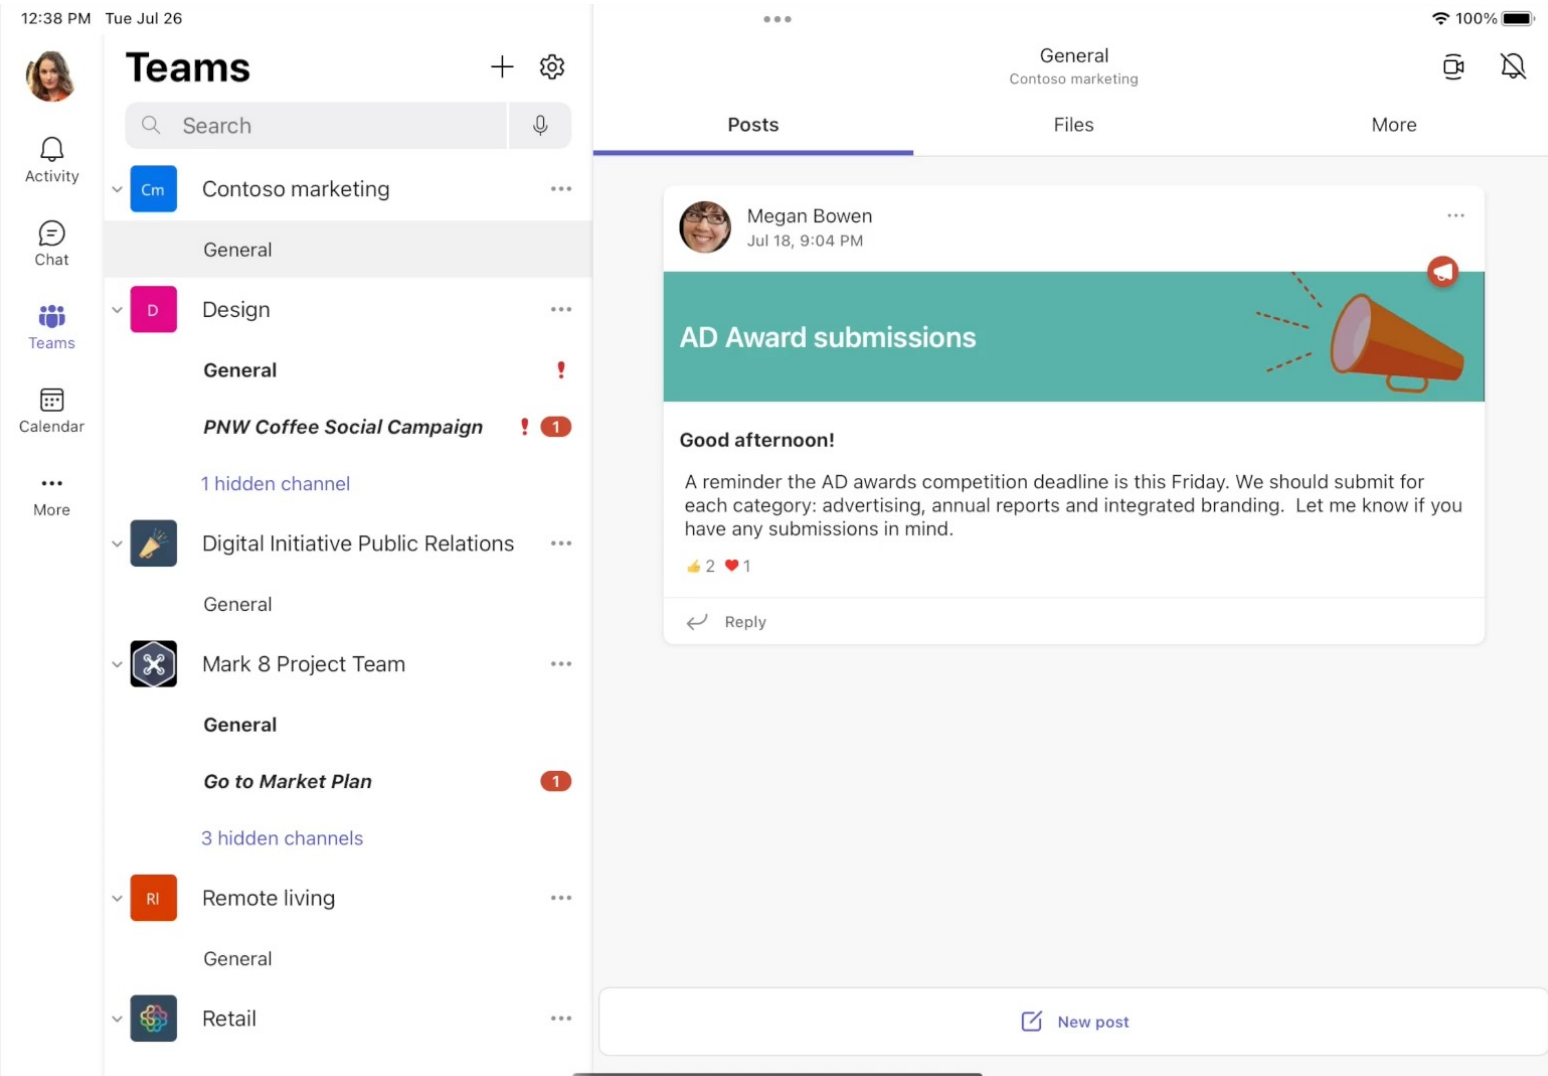 12:38 PM Tue Jul 26
100%
Teams
Search
Activity
Chat
Teams
Calendar
More
Cm Contoso marketing
General
D Design
General
PNW Coffee Social Campaign 1
1 hidden channel
Digital Initiative Public Relations
General
Mark 8 Project Team
General
Go to Market Plan 1
3 hidden channels
Rl Remote living
General
Retail
General
Contoso marketing
Posts Files More
Megan Bowen
Jul 18, 9:04 PM
AD Award submissions
Good afternoon!
A reminder the AD awards competition deadline is this Friday. We should submit for
each category: advertising, annual reports and integrated branding.  Let me know if you
have any submissions in mind.
2 1
Reply
New post